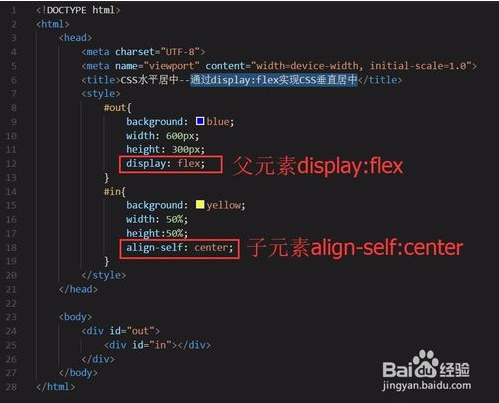 1 <!DOCTYPE html>
2 <html>
3 <head>
4 <meta charset="UTF-8">
5 <meta name="viewport" content="width=device-width, initial-scale=1.0">
6 <title>CSS水平居中--通过display:flex实现CSS垂直居中</title>
7 <style>
8 #out{
9 background: blue;
10 width: 600px;
11 height: 300px;
12 display: flex; 父元素display:flex
13 }
14 #in{
15 background: yellow;
16 width: 50%;
17 height:50%;
18 align-self: center; 子元素align-self:center
19 }
20 </style>
21 </head>
22
23 <body>
24 <div id="out">
25 <div id="in"></div>
26 </div>
27 </body>
28 </html>
Baidu经验
jingyan.baidu.com